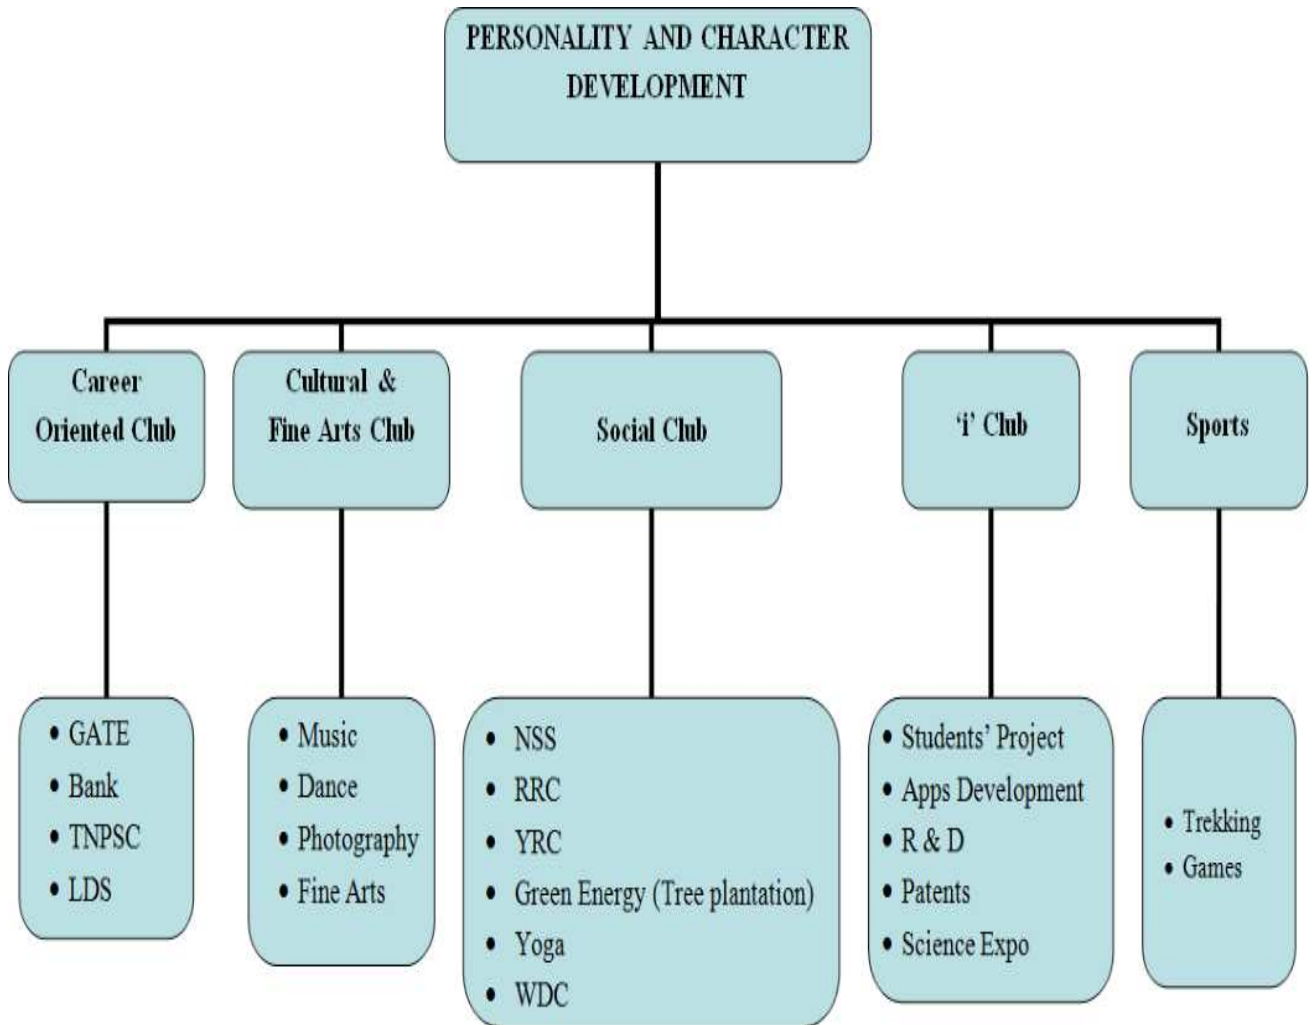 PERSONALITY AND CHARACTER
DEVELOPMENT
Career
Oriented Club
Cultural &
Fine Arts Club
Social Club
‘i’ Club
Sports
• GATE
• Bank
• TNPSC
• LDS
• Music
• Dance
• Photography
• Fine Arts
• NSS
• RRC
• YRC
• Green Energy (Tree plantation)
• Yoga
• WDC
• Students’ Project
• Apps Development
• R & D
• Patents
• Science Expo
• Trekking
• Games